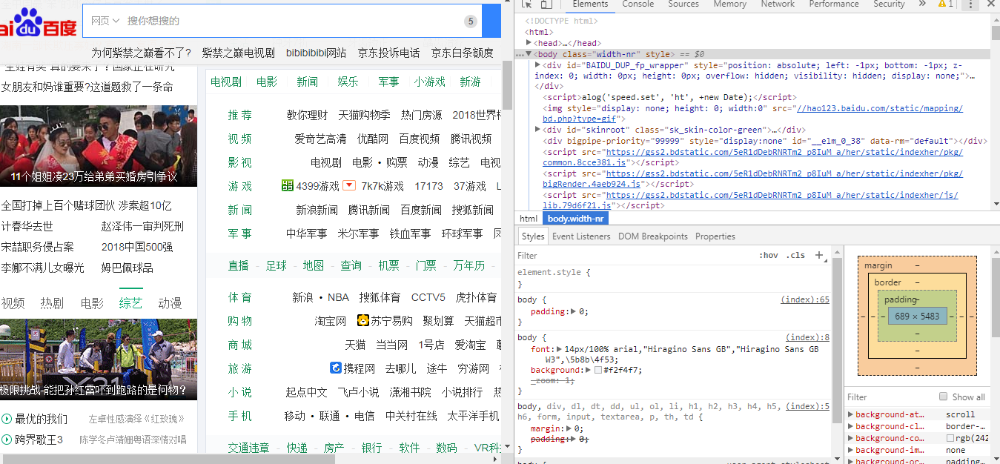 ai du 百度
网页 搜你想搜的 5
为何紫禁之巅看不了? 紫禁之巅电视剧 bibibibibi网站 京东投诉电话 京东白条额度
女朋友和妈谁重要?这道题救了一条命
11个姐姐凑23万给弟弟买婚房引争议
全国打掉上百个赌球团伙 涉案超10亿
计春华去世 赵泽伟一审判死刑
宋喆职务侵占案 2018中国500强
李娜不满儿女曝光 姆巴佩球品
视频 热剧 电影 综艺 动漫
极限挑战-能把孙红雷吓到跑路的是何物?
最优的我们 左卓性感演绎《红玫瑰》
跨界歌王3 陈学冬卢靖姗粤语深情对唱
电视剧 电影 新闻 娱乐 军事 小游戏 新游
推荐 教你理财 天猫购物季 热门房源 2018世界杯
视频 爱奇艺高清 优酷网 百度视频 腾讯视频
影视 电视剧 电影 • 购票 动漫 综艺 电视
游戏 4399游戏 7k7k游戏 17173 37游戏 L
新闻 新浪新闻 腾讯新闻 百度新闻 搜狐新闻
军事 中华军事 米尔军事 铁血军事 环球军事 凤
直播 - 足球 - 地图 - 查询 - 机票 - 门票 - 万年历 -
体育 新浪 • NBA 搜狐体育 CCTV5 虎扑体育
购物 淘宝网 苏宁易购 聚划算 天猫超市
商城 天猫 当当网 1号店 爱淘宝
旅游 携程网 去哪儿 途牛 穷游网
小说 起点中文 飞卢小说 潇湘书院 小说排行 热
手机 移动 • 联通 • 电信 中关村在线 太平洋手机
交通违章 - 快递 - 房产 - 银行 - 软件 - 数码 - VR科
Elements Console Sources Memory Network Performance Security » 1
<!DOCTYPE html>
<html>
<head>…</head>
…<body class="width-nr" style> == $0
<div id="BAIDU_DUP_fp_wrapper" style="position: absolute; left: -1px; bottom: -1px; z-
index: 0; width: 0px; height: 0px; overflow: hidden; visibility: hidden; display: none;">…
</div>
<script>alog('speed.set', 'ht', +new Date);</script>
<img style="display: none; height: 0; width:0" src="//hao123.baidu.com/static/mapping/
bd.php?type=gif">
<div id="skinroot" class="sk_skin-color-green">…</div>
<div bigpipe-priority="99999" style="display:none" id="__elm_0_38" data-rm="default"></div>
<script src="https://gss2.bdstatic.com/5eR1dDebRNRTm2_p8IuM_a/her/static/indexher/pkg/
common.8cce381.js"></script>
<script src="https://gss2.bdstatic.com/5eR1dDebRNRTm2_p8IuM_a/her/static/indexher/pkg/
bigRender.4aeb924.js"></script>
<script src="https://gss2.bdstatic.com/5eR1dDebRNRTm2_p8IuM_a/her/static/indexher/js/
lib.79d6f21.js"></script>
html body.width-nr
Styles Event Listeners DOM Breakpoints Properties
Filter :hov .cls +
element.style {
}
body { (index):65
padding: 0;
}
body { (index):8
font: 14px/100% arial,"Hiragino Sans GB","Hiragino Sans GB
W3",\5b8b\4f53;
background: #f2f4f7;
_zoom: 1;
}
body, div, dl, dt, dd, ul, ol, li, h1, h2, h3, h4, h5, (index):5
h6, form, input, textarea, p, th, td {
margin: 0;
padding: 0;
}
margin –
border –
padding –
– – – 689 × 5483 – – –
–
–
–
Filter Show all
background-at… scroll
background-cl… border-…
background-co… rgb(242
background-im… none
background-or… padding…